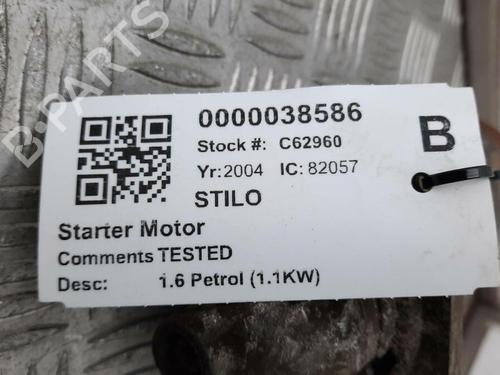 B-PARTS
0000038586
Stock #: C62960
B
Yr:2004 IC: 82057
STILO
Starter Motor
Comments TESTED
Desc: 1.6 Petrol (1.1KW)